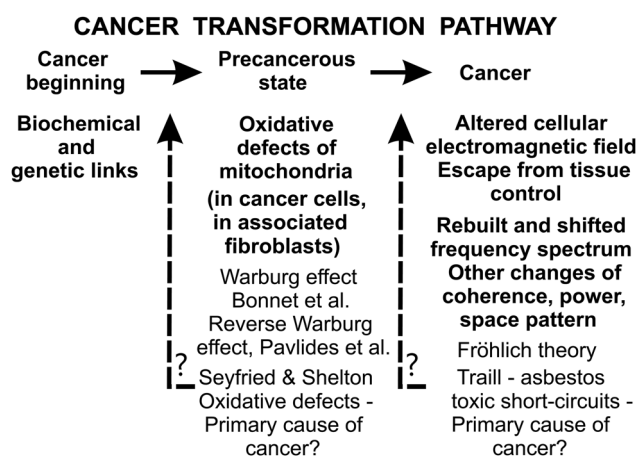 CANCER TRANSFORMATION PATHWAY
Cancer
beginning
Precancerous
state
Cancer
Biochemical
and
genetic links
Oxidative
defects of
mitochondria
(in cancer cells,
in associated
fibroblasts)
Warburg effect
Bonnet et al.
Reverse Warburg
effect, Pavlides et al.
?
Seyfried & Shelton
Oxidative defects -
Primary cause of
cancer?
Altered cellular
electromagnetic field
Escape from tissue
control
Rebuilt and shifted
frequency spectrum
Other changes of
coherence, power,
space pattern
Fröhlich theory
?
Traill - asbestos
toxic short-circuits -
Primary cause of
cancer?